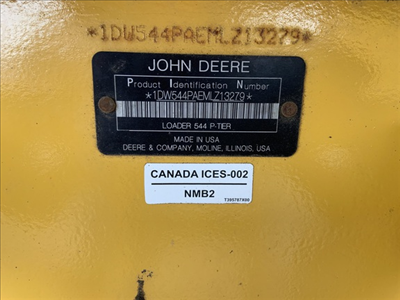 *1DW544PAEMLZ13279*
JOHN DEERE
Product Identification Number
*1DW544PAEMLZ13279*
LOADER 544 P-TIER
MADE IN USA
DEERE & COMPANY, MOLINE, ILLINOIS, USA
CANADA ICES-002
NMB2